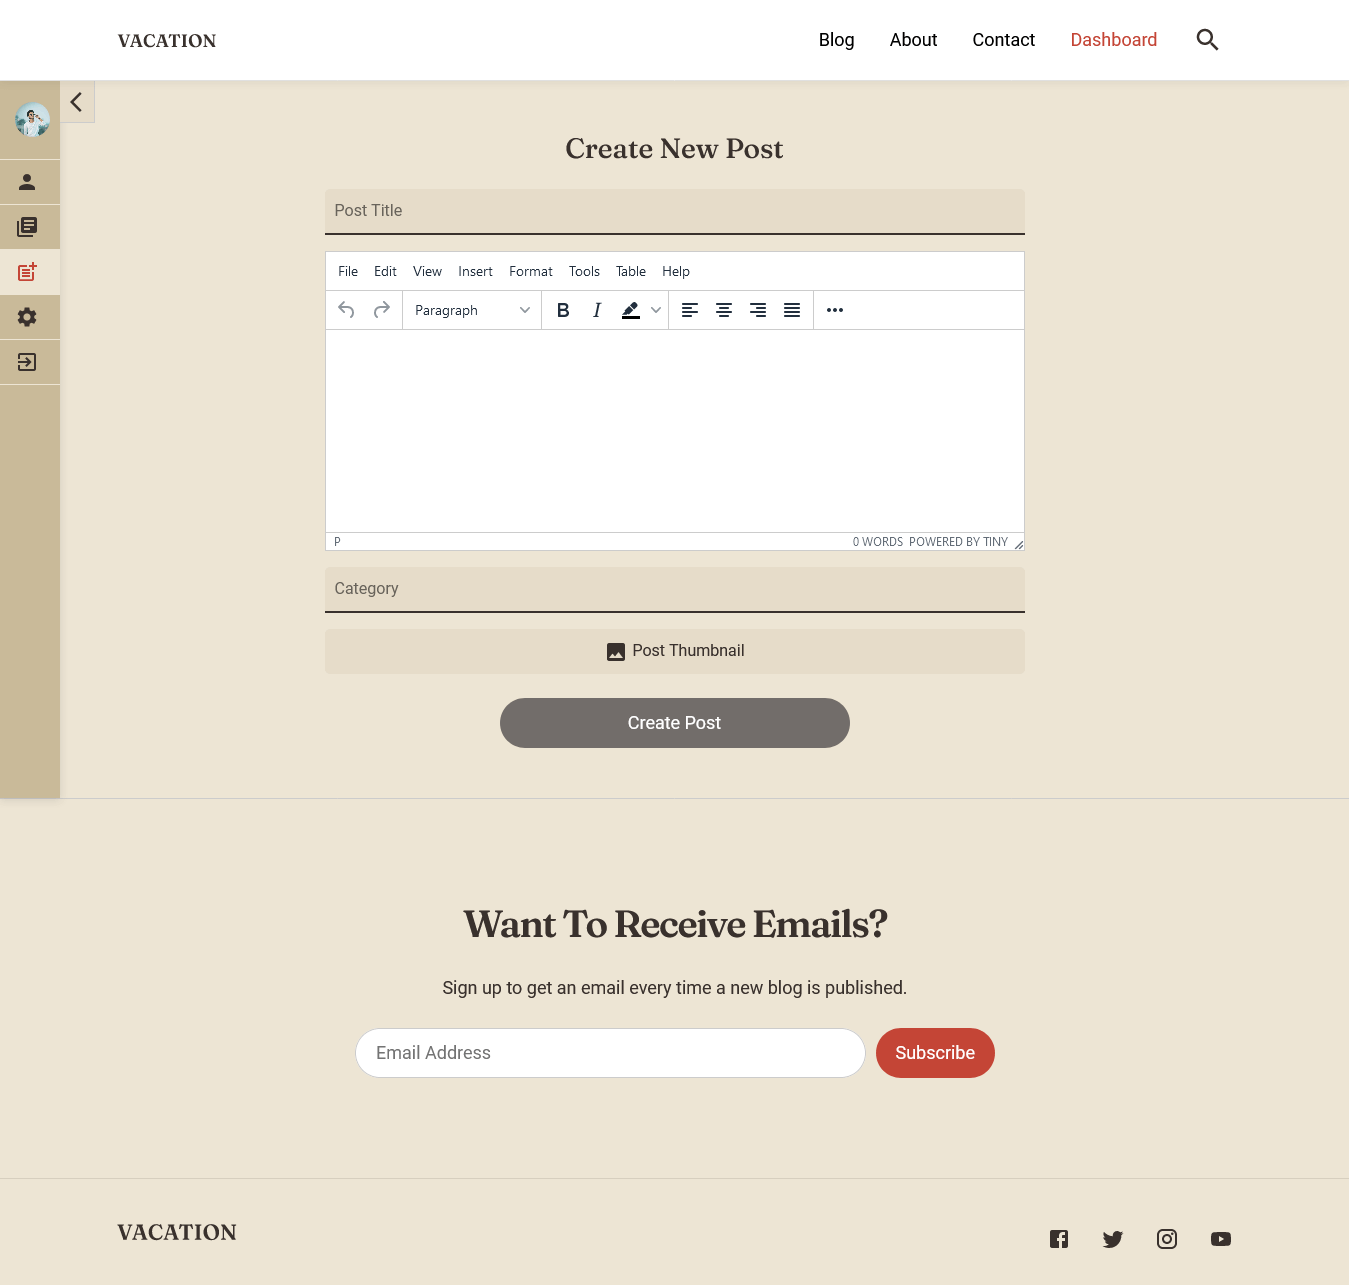 VACATION
Blog About Contact Dashboard
Create New Post
Post Title
File Edit View Insert Format Tools Table Help
Paragraph B I
P 0 WORDS POWERED BY TINY
Category
Post Thumbnail
Create Post
Want To Receive Emails?
Sign up to get an email every time a new blog is published.
Email Address Subscribe
VACATION